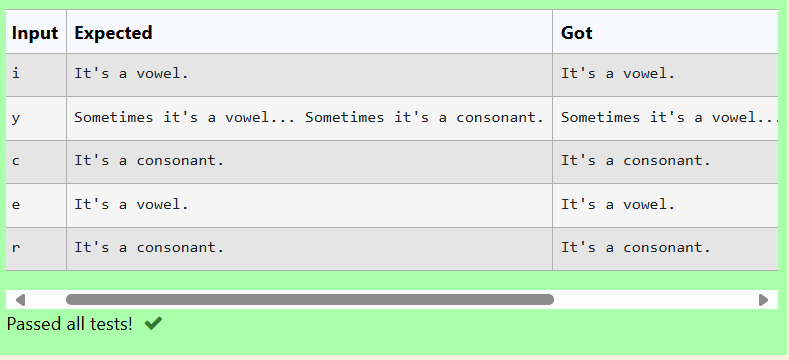 Input Expected Got
i It's a vowel. It's a vowel.
y Sometimes it's a vowel... Sometimes it's a consonant. Sometimes it's a vowel..
c It's a consonant. It's a consonant.
e It's a vowel. It's a vowel.
r It's a consonant. It's a consonant.
Passed all tests!